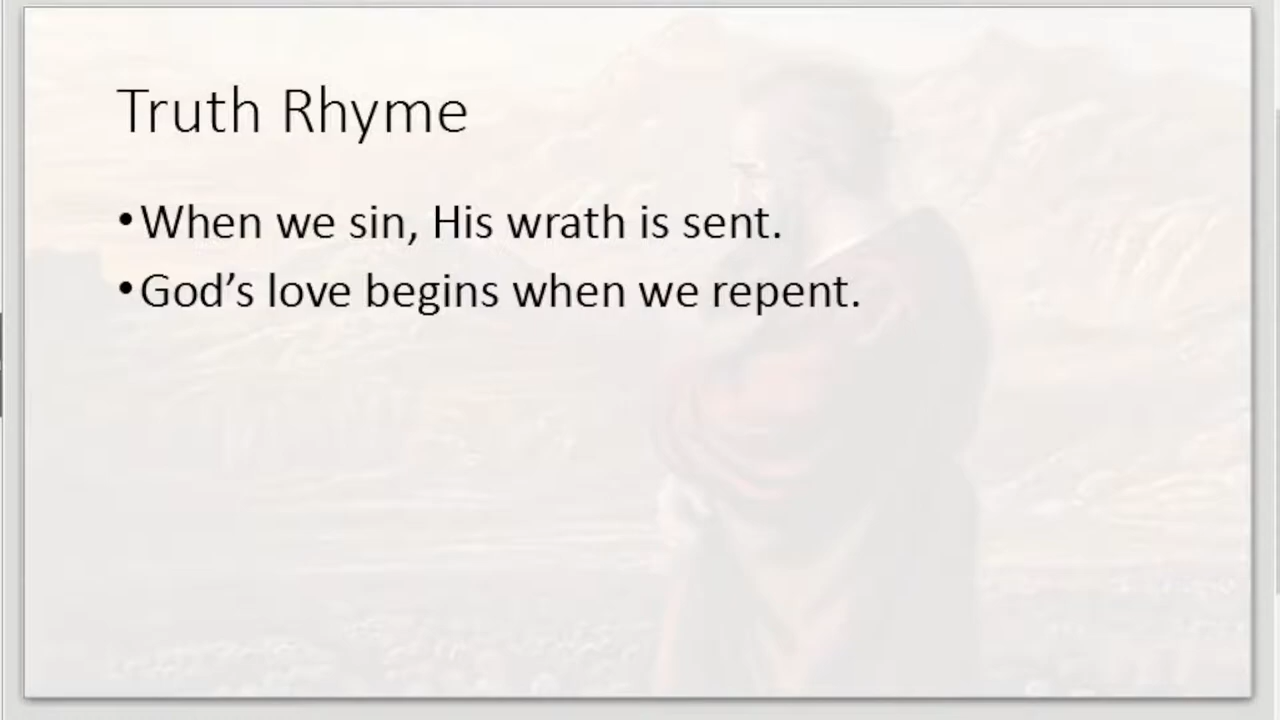 Truth Rhyme
•When we sin, His wrath is sent.
•God’s love begins when we repent.